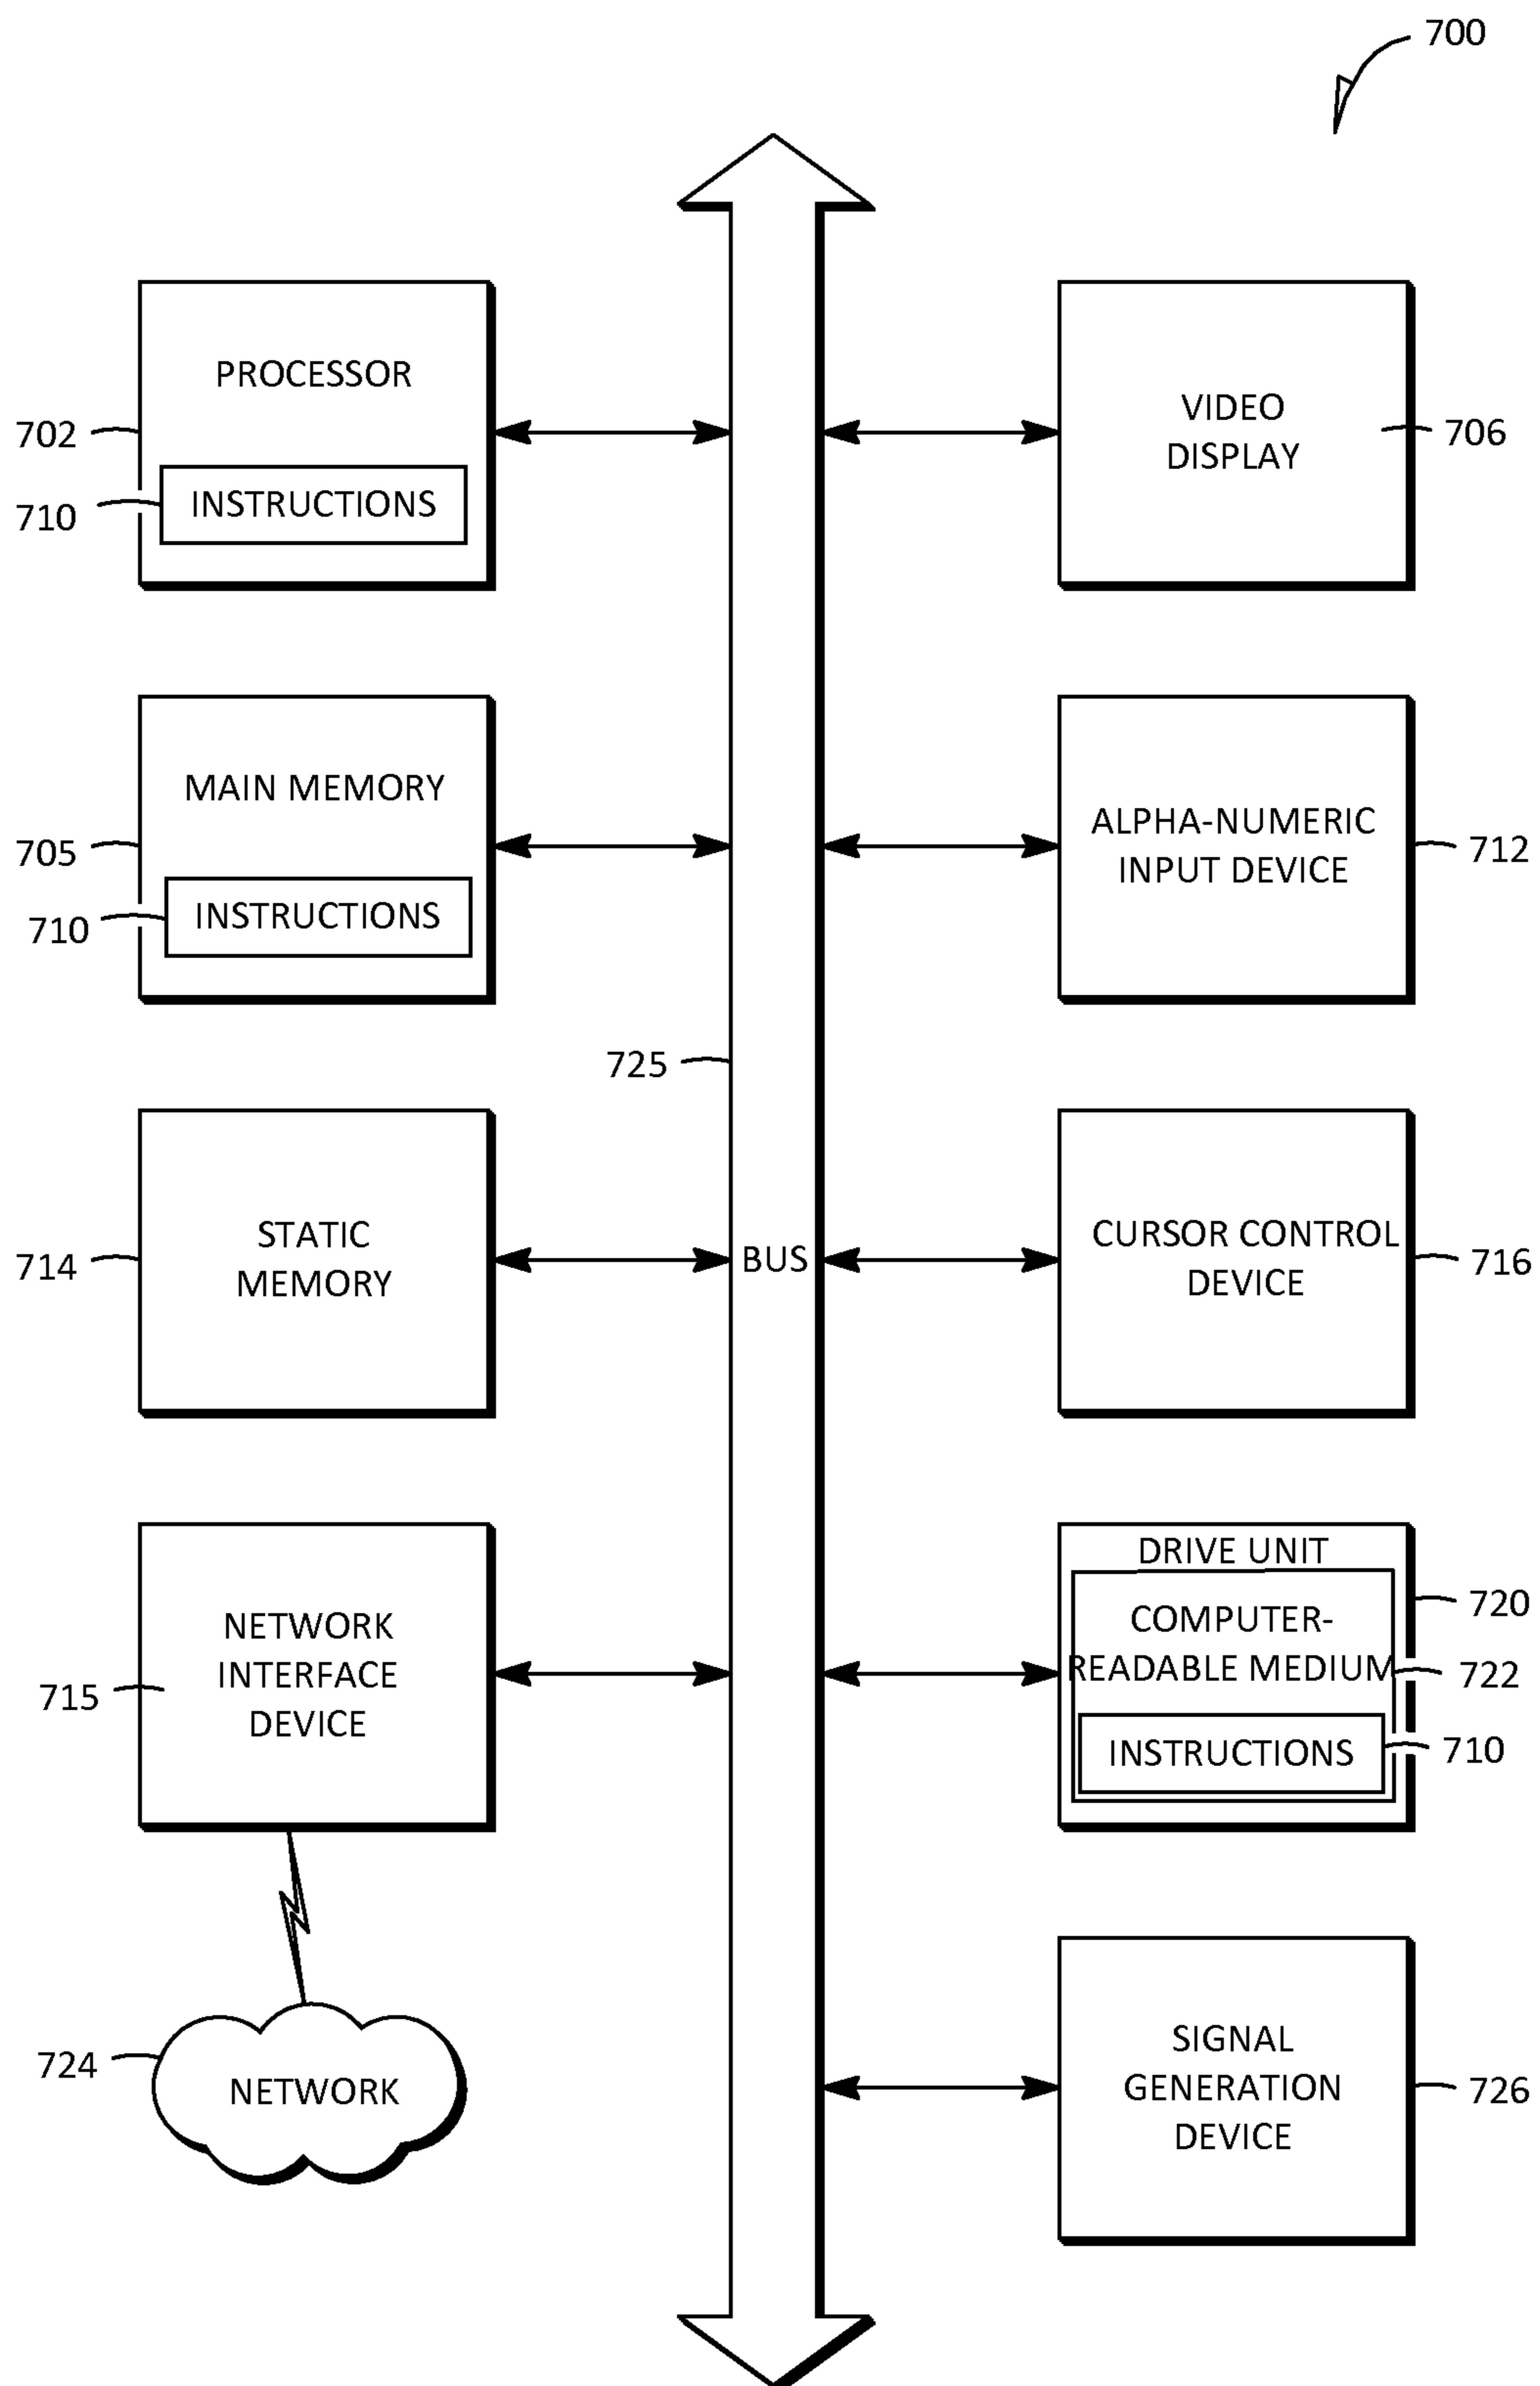 700
PROCESSOR
702
710
INSTRUCTIONS
VIDEO
DISPLAY
706
MAIN MEMORY
705
710
INSTRUCTIONS
ALPHA-NUMERIC
INPUT DEVICE
712
725
BUS
STATIC
MEMORY
714
CURSOR CONTROL
DEVICE
716
NETWORK
INTERFACE
DEVICE
715
DRIVE UNIT
720
COMPUTER-
READABLE MEDIUM
722
INSTRUCTIONS
710
724
NETWORK
SIGNAL
GENERATION
DEVICE
726